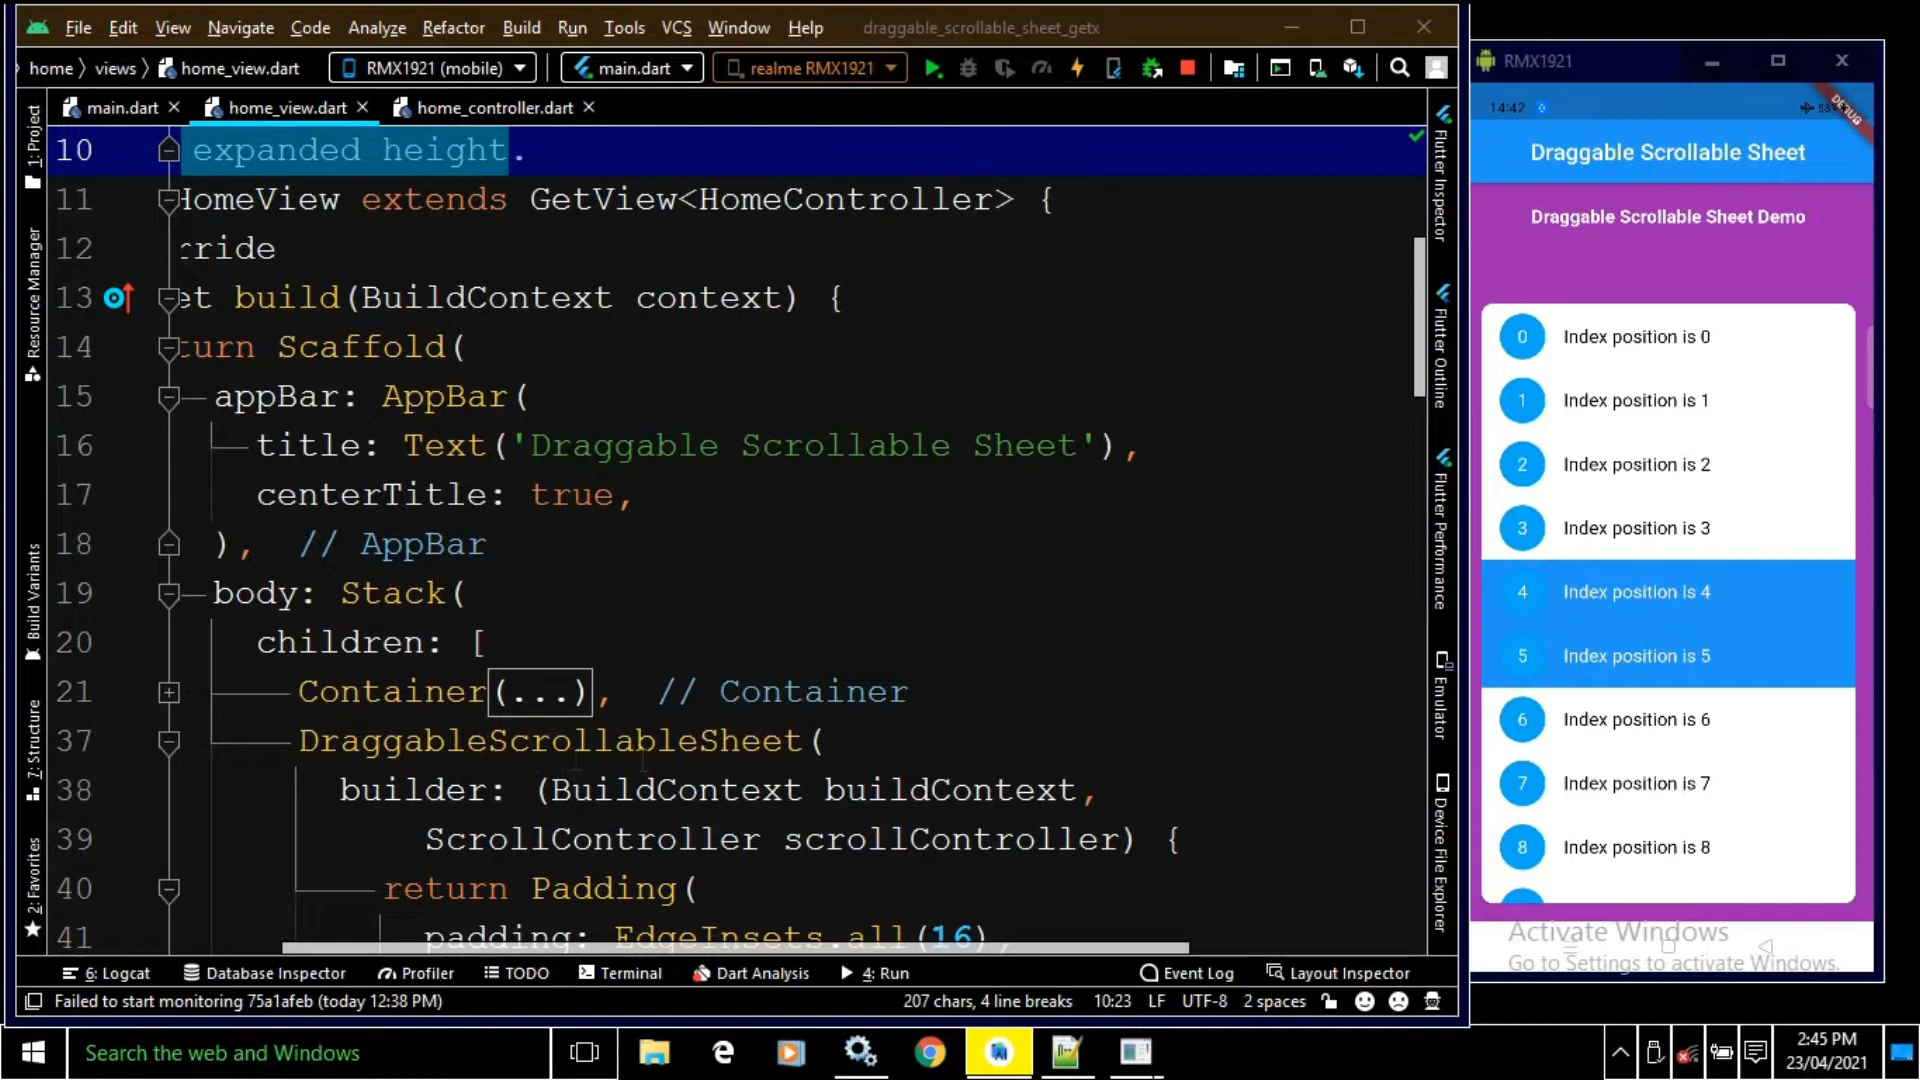 File Edit View Navigate Code Analyze Refactor Build Run Tools VCS Window Help draggable_scrollable_sheet_getx
home views home_view.dart RMX1921 (mobile) main.dart realme RMX1921
main.dart home_view.dart home_controller.dart
1: Project
Resource Manager
Build Variants
7: Structure
2: Favorites
10 expanded height.
11 HomeView extends GetView<HomeController> {
12 rride
13 et build(BuildContext context) {
14 turn Scaffold(
15 appBar: AppBar(
16 title: Text('Draggable Scrollable Sheet'),
17 centerTitle: true,
18 ), // AppBar
19 body: Stack(
20 children: [
21 Container(...), // Container
37 DraggableScrollableSheet(
38 builder: (BuildContext buildContext,
39 ScrollController scrollController) {
40 return Padding(
41 padding: EdgeInsets.all(16),
Flutter Inspector
Flutter Outline
Flutter Performance
Emulator
Device File Explorer
6: Logcat Database Inspector Profiler TODO Terminal Dart Analysis 4: Run Event Log Layout Inspector
Failed to start monitoring 75a1afeb (today 12:38 PM) 207 chars, 4 line breaks 10:23 LF UTF-8 2 spaces
RMX1921
14:42
DEBUG
Draggable Scrollable Sheet
Draggable Scrollable Sheet Demo
0 Index position is 0
1 Index position is 1
2 Index position is 2
3 Index position is 3
4 Index position is 4
5 Index position is 5
6 Index position is 6
7 Index position is 7
8 Index position is 8
Activate Windows
Go to Settings to activate Windows.
Search the web and Windows
2:45 PM
23/04/2021